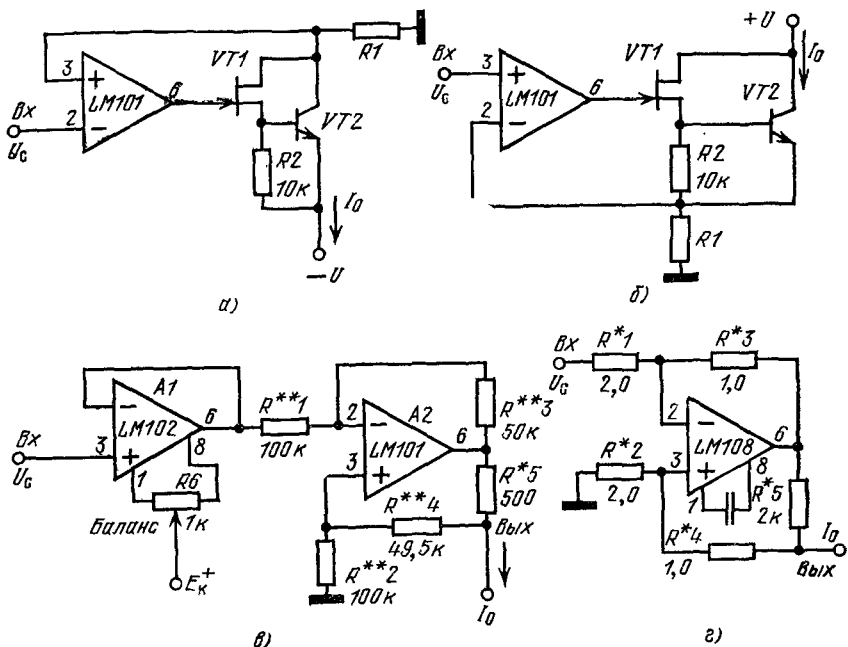 VT1
R1
3
+
LM101
6
Вх
U_G
2
−
VT2
R2
10к
I_0
− U
а)
+U
I_0
VT1
Вх
3
+
LM101
6
U_G
2
−
VT2
R2
10к
R1
б)
A1
−
LM102
6
8
Вх
3
+
U_G
1
R6
1к
Баланс
E_к^+
R**1
100к
2
−
A2
LM101
6
3
+
R**3
50к
R*5
500
Вых
R**4
49,5к
R**2
100к
I_0
в)
Вх
U_G
R*1
2,0
R*3
1,0
2
−
LM108
6
R*2
2,0
3
+
8
1
R*5
2к
R*4
1,0
I_0
Вых
г)